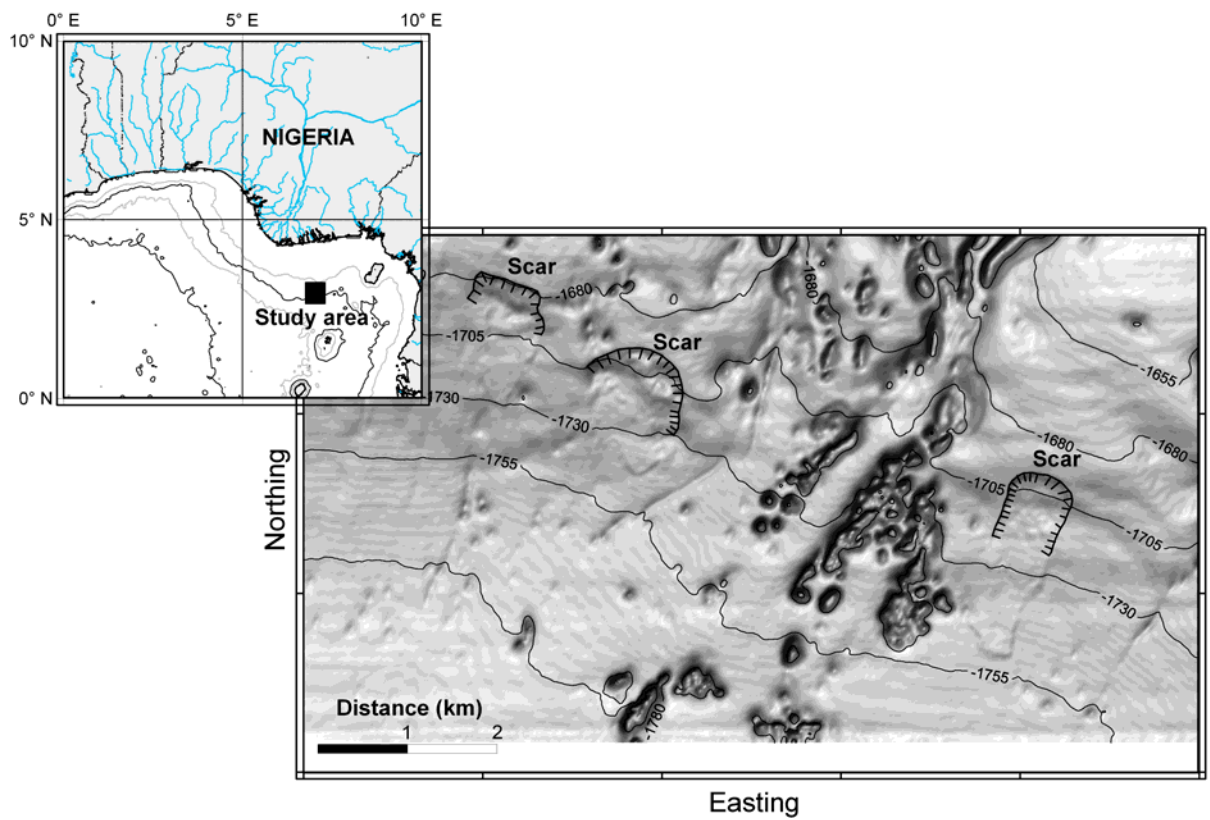 0° E
5° E
10° E
10° N
NIGERIA
5° N
Study area
0° N
Scar
-1680
-1680
-1705
Scar
-1655
-1730
-1730
-1680
-1680
-1755
Scar
-1705
-1705
-1730
-1755
Distance (km)
1
2
-1780
Northing
Easting